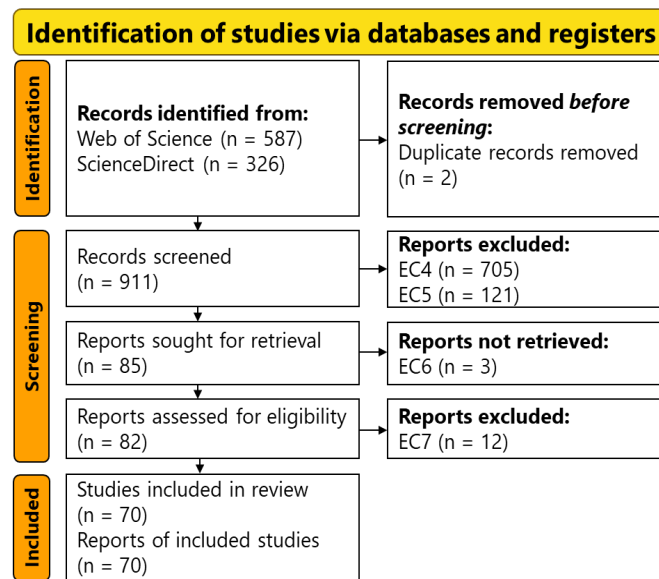 Identification of studies via databases and registers
Identification
Records identified from:
Web of Science (n = 587)
ScienceDirect (n = 326)
Records removed before
screening:
Duplicate records removed
(n = 2)
Screening
Records screened
(n = 911)
Reports excluded:
EC4 (n = 705)
EC5 (n = 121)
Reports sought for retrieval
(n = 85)
Reports not retrieved:
EC6 (n = 3)
Reports assessed for eligibility
(n = 82)
Reports excluded:
EC7 (n = 12)
Included
Studies included in review
(n = 70)
Reports of included studies
(n = 70)